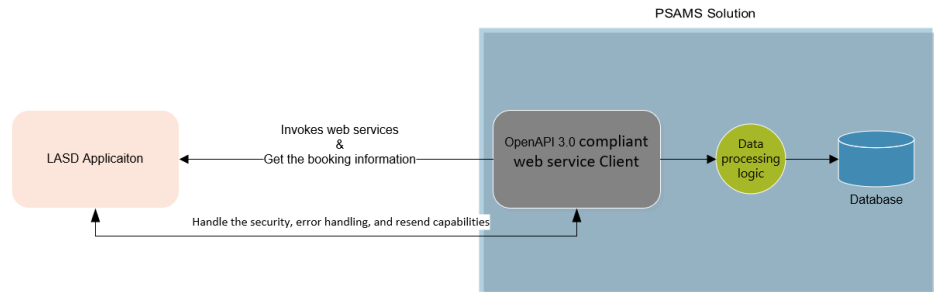 PSAMS Solution
LASD Applicaiton
Invokes web services
&
Get the booking information
OpenAPI 3.0 compliant
web service Client
Data
processing
logic
Database
Handle the security, error handling, and resend capabilities